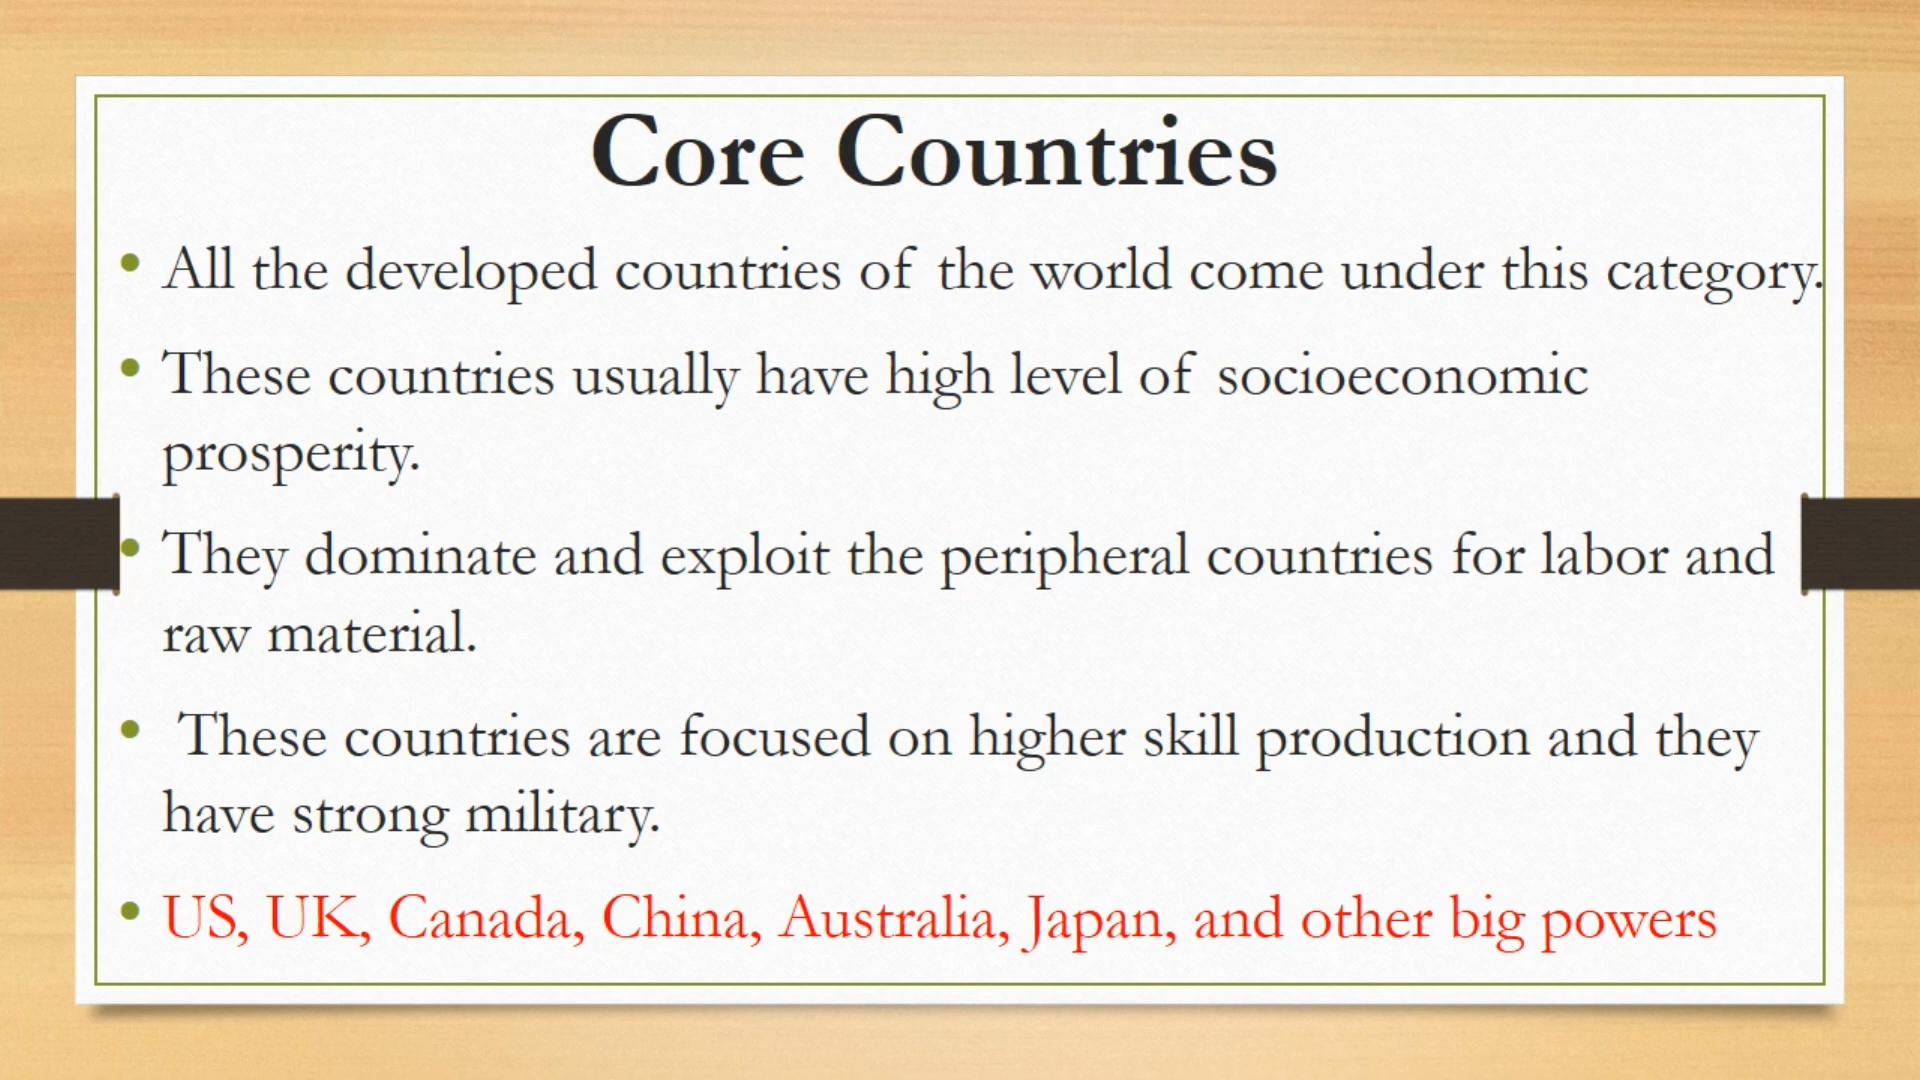 Core Countries
• All the developed countries of the world come under this category.
• These countries usually have high level of socioeconomic
prosperity.
• They dominate and exploit the peripheral countries for labor and
raw material.
• These countries are focused on higher skill production and they
have strong military.
• US, UK, Canada, China, Australia, Japan, and other big powers